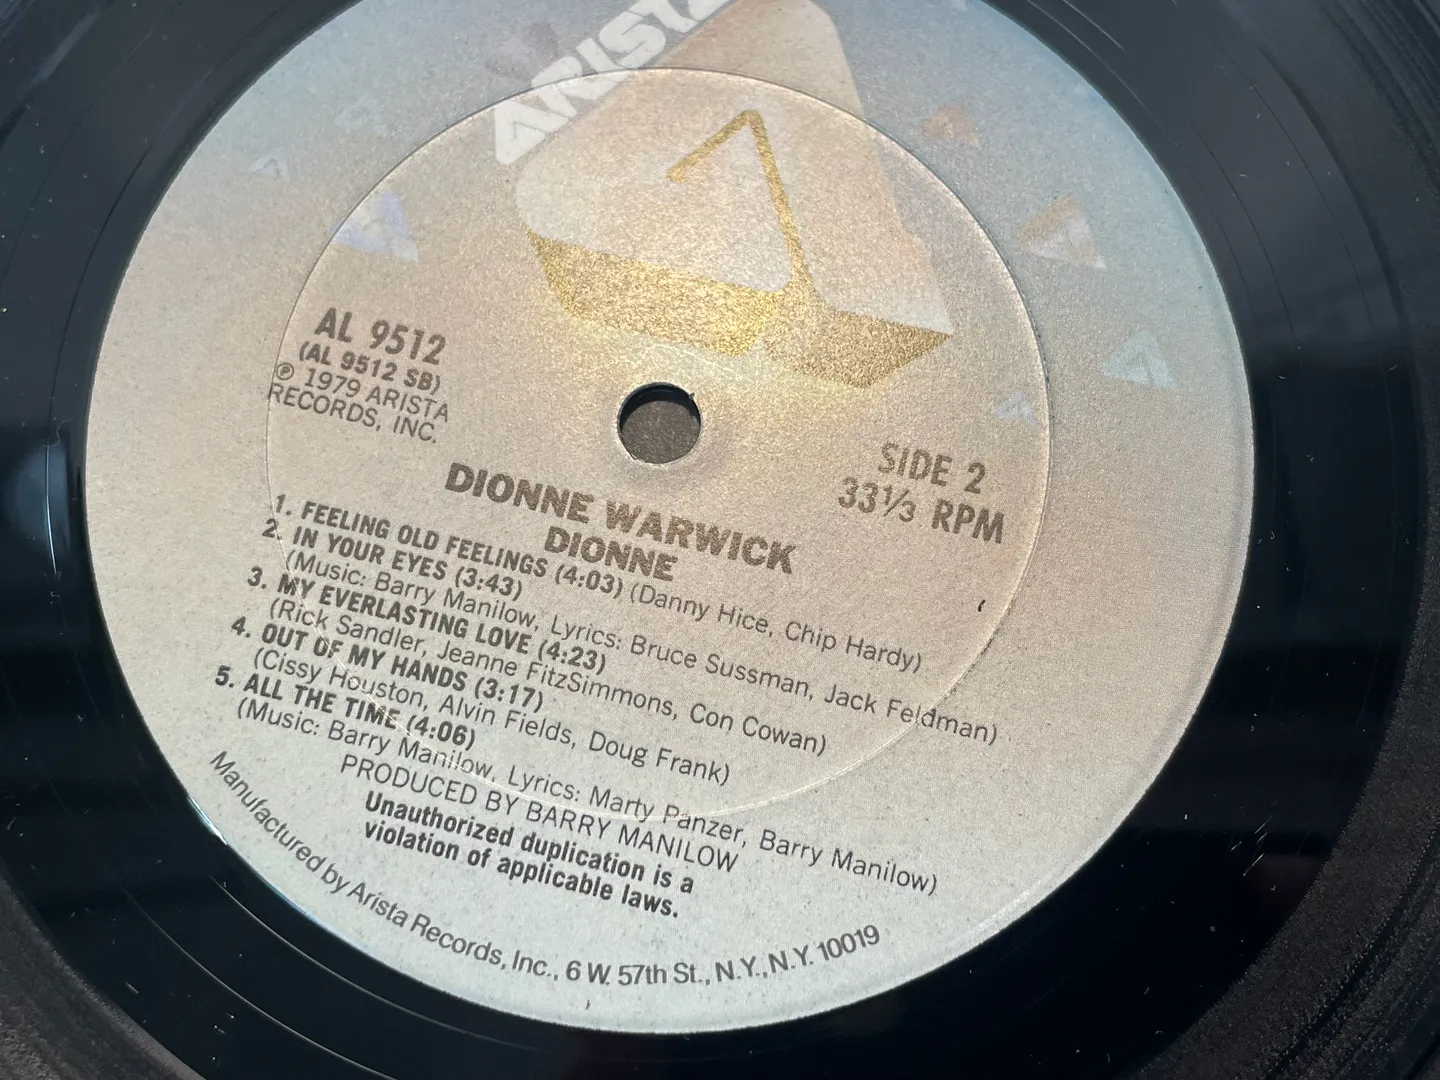 ARISTA
AL 9512
(AL 9512 SB)
℗ 1979 ARISTA
RECORDS, INC.
SIDE 2
33⅓ RPM
DIONNE WARWICK
DIONNE
1. FEELING OLD FEELINGS (4:03) (Danny Hice, Chip Hardy)
2. IN YOUR EYES (3:43)
(Music: Barry Manilow, Lyrics: Bruce Sussman, Jack Feldman)
3. MY EVERLASTING LOVE (4:23)
(Rick Sandler, Jeanne FitzSimmons, Con Cowan)
4. OUT OF MY HANDS (3:17)
(Cissy Houston, Alvin Fields, Doug Frank)
5. ALL THE TIME (4:06)
(Music: Barry Manilow, Lyrics: Marty Panzer, Barry Manilow)
PRODUCED BY BARRY MANILOW
Unauthorized duplication is a
violation of applicable laws.
Manufactured by Arista Records, Inc., 6 W. 57th St., N.Y., N.Y. 10019